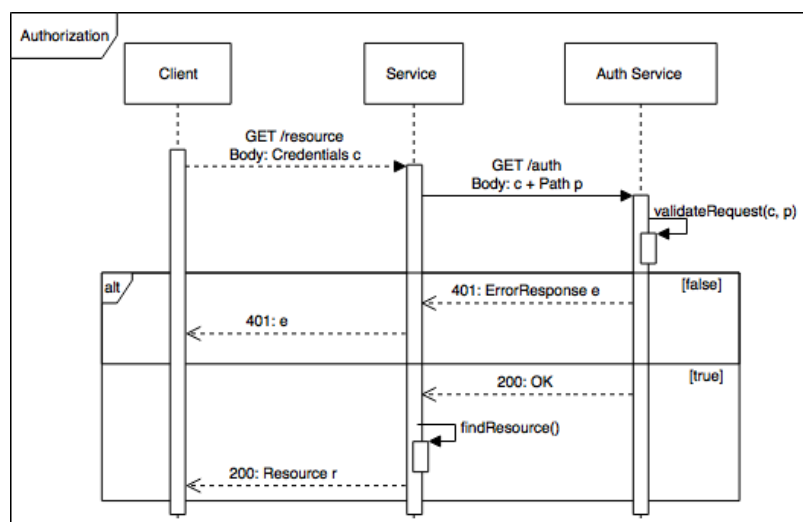 Authorization
Client
Service
Auth Service
GET /resource
Body: Credentials c
GET /auth
Body: c + Path p
validateRequest(c, p)
alt
[false]
401: ErrorResponse e
401: e
[true]
200: OK
findResource()
200: Resource r